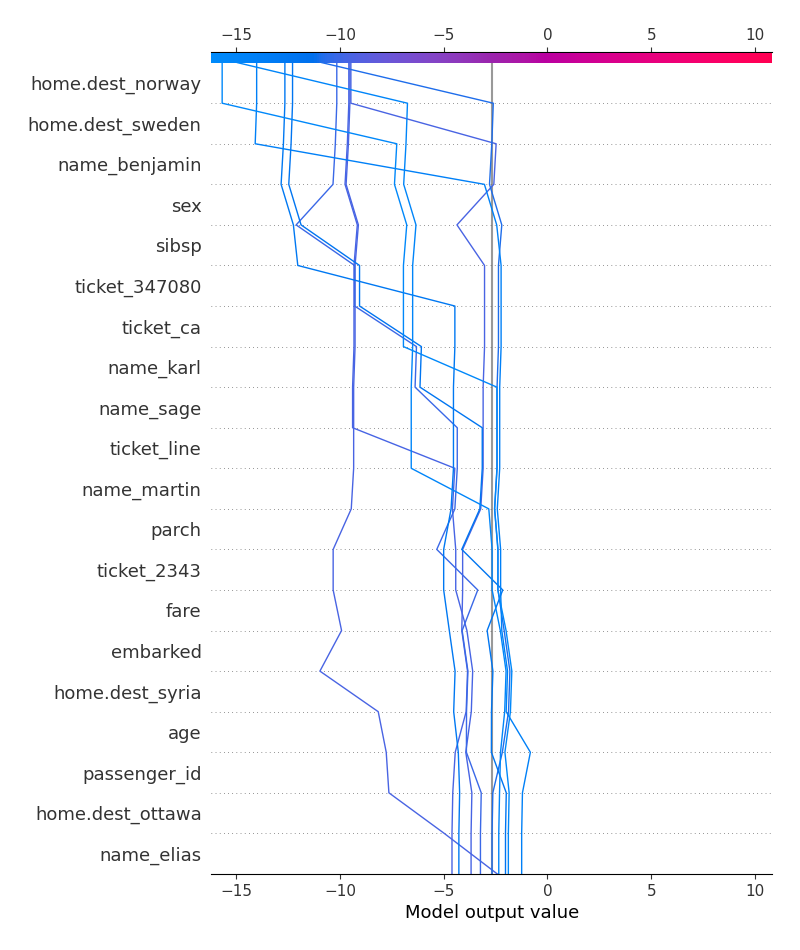 −15 −10 −5 0 5 10
home.dest_norway
home.dest_sweden
name_benjamin
sex
sibsp
ticket_347080
ticket_ca
name_karl
name_sage
ticket_line
name_martin
parch
ticket_2343
fare
embarked
home.dest_syria
age
passenger_id
home.dest_ottawa
name_elias
−15 −10 −5 0 5 10
Model output value